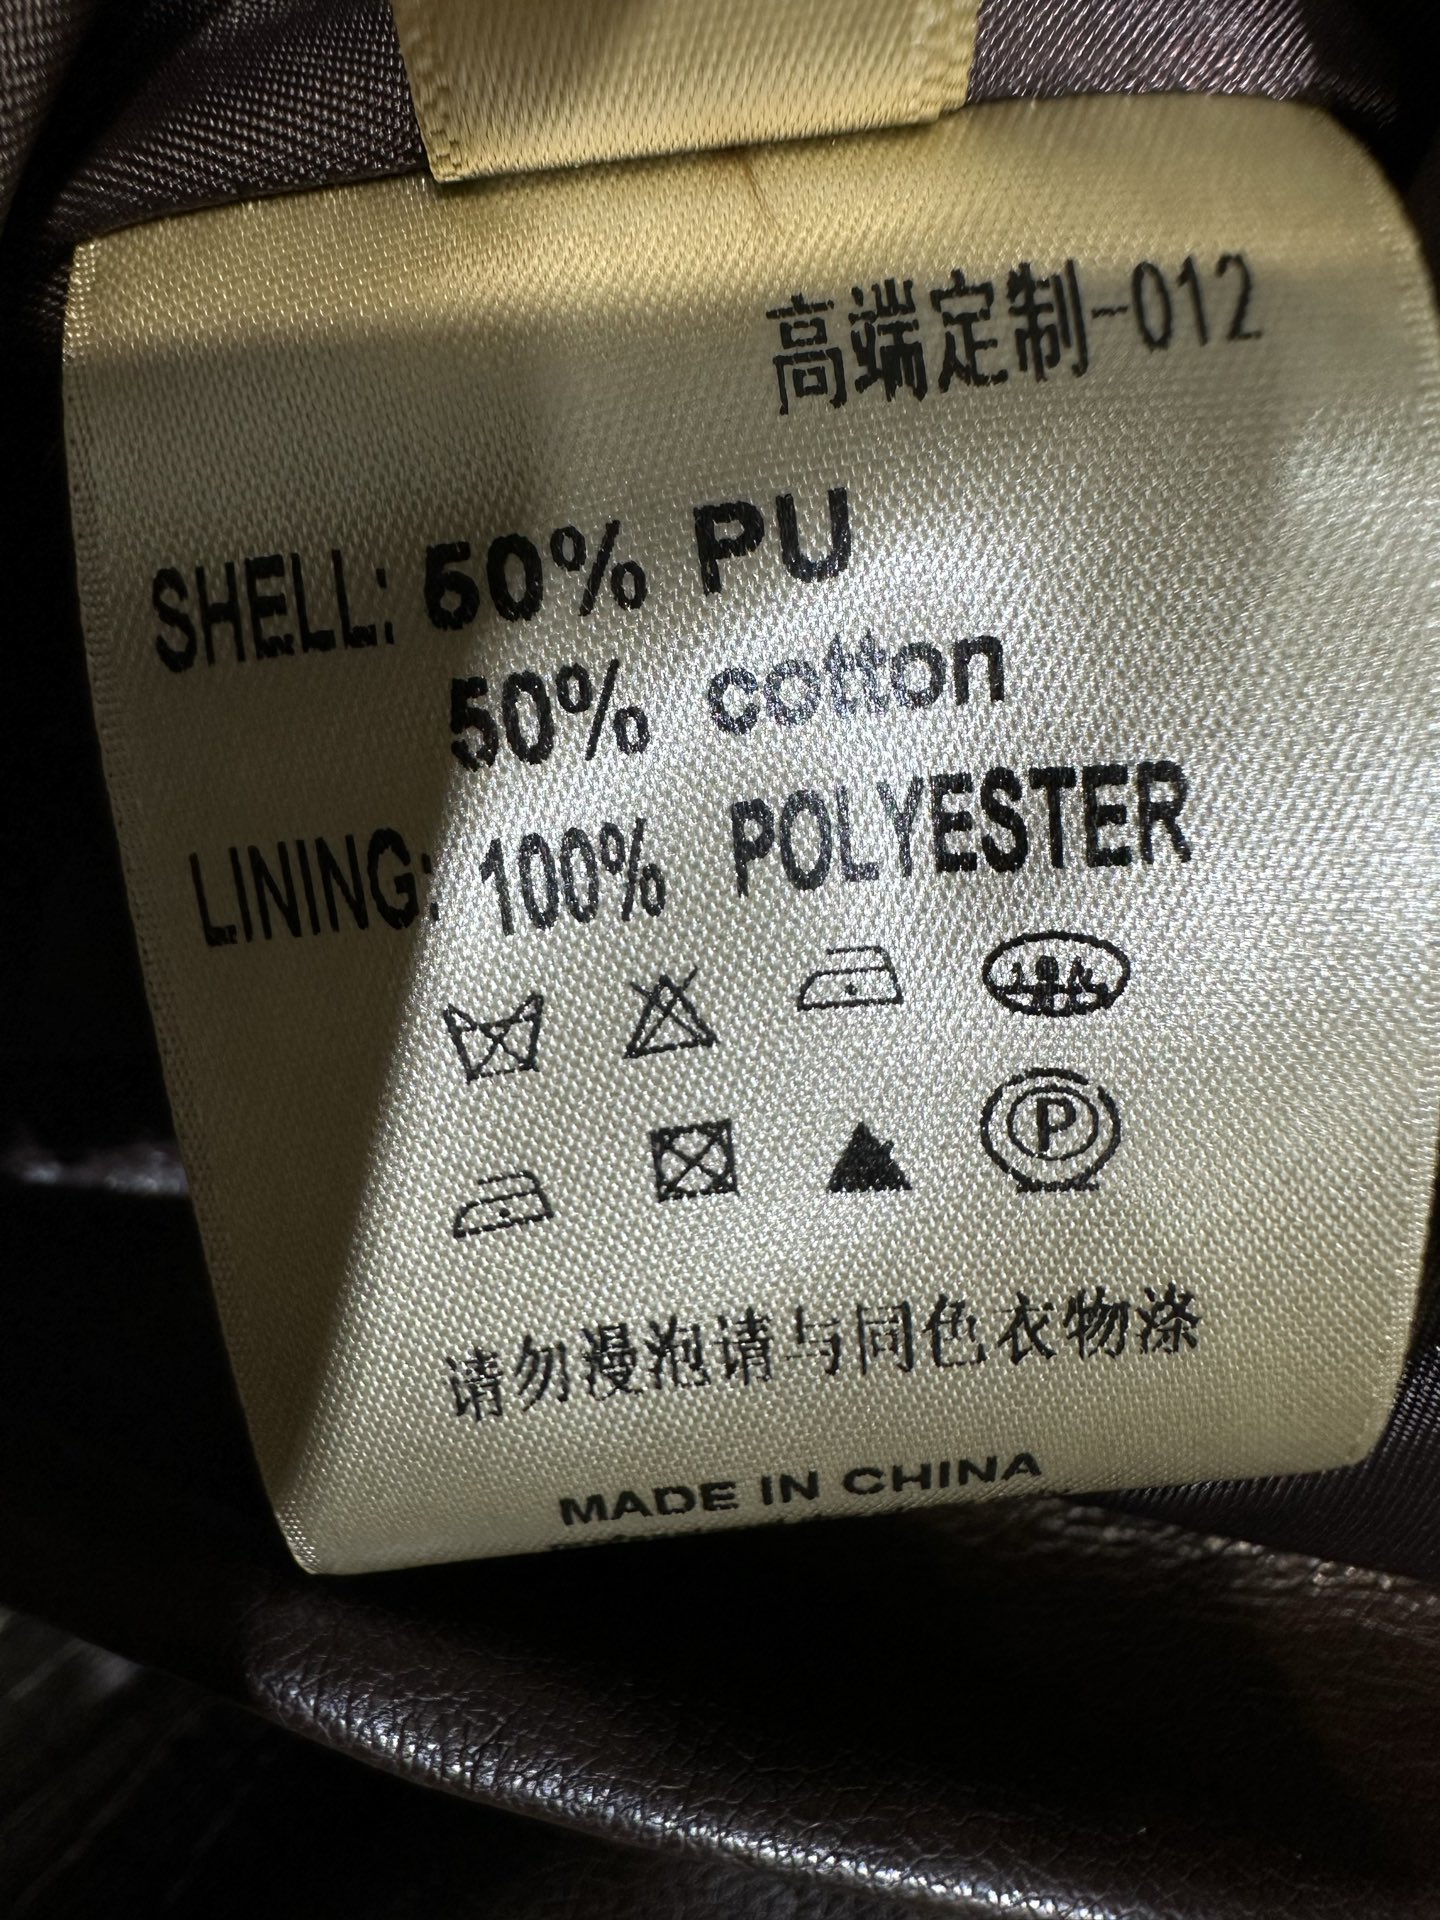 高端定制-012
SHELL: 50% PU
50% cotton
LINING: 100% POLYESTER
P
请勿漫泡请与同色衣物涤
MADE IN CHINA